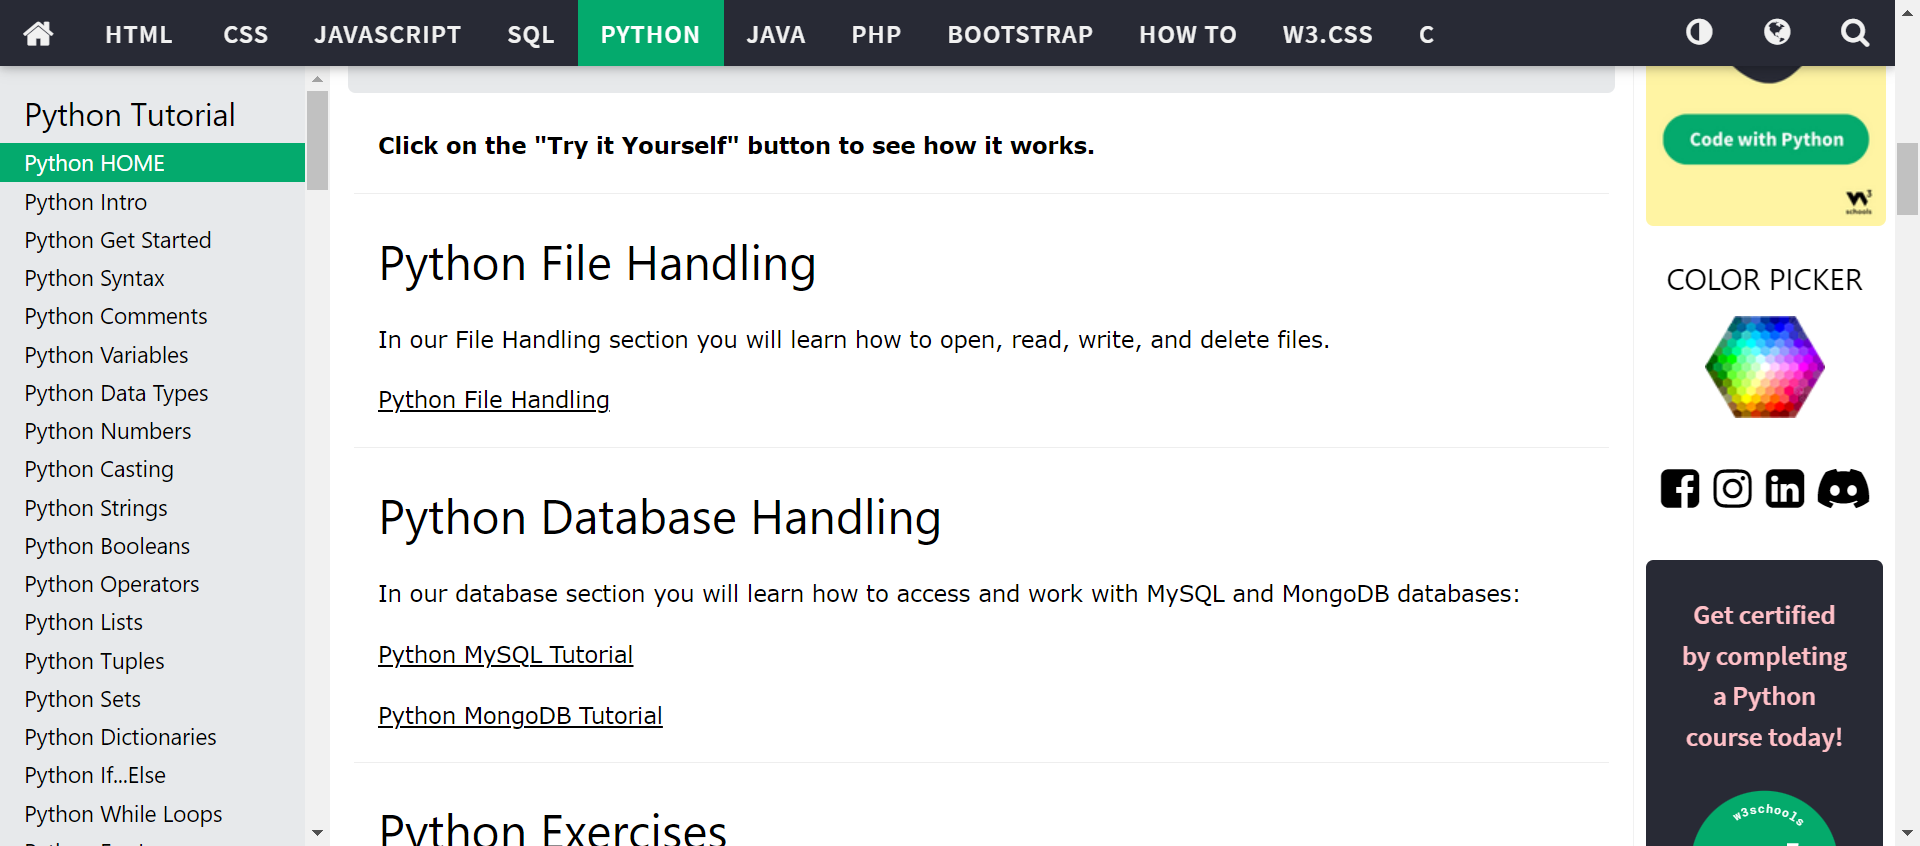 HTML CSS JAVASCRIPT SQL PYTHON JAVA PHP BOOTSTRAP HOW TO W3.CSS C
Python Tutorial
Python HOME
Python Intro
Python Get Started
Python Syntax
Python Comments
Python Variables
Python Data Types
Python Numbers
Python Casting
Python Strings
Python Booleans
Python Operators
Python Lists
Python Tuples
Python Sets
Python Dictionaries
Python If...Else
Python While Loops
Click on the "Try it Yourself" button to see how it works.
Python File Handling
In our File Handling section you will learn how to open, read, write, and delete files.
Python File Handling
Python Database Handling
In our database section you will learn how to access and work with MySQL and MongoDB databases:
Python MySQL Tutorial
Python MongoDB Tutorial
Python Exercises
Code with Python
w3
schools
COLOR PICKER
Get certified
by completing
a Python
course today!
w3schools